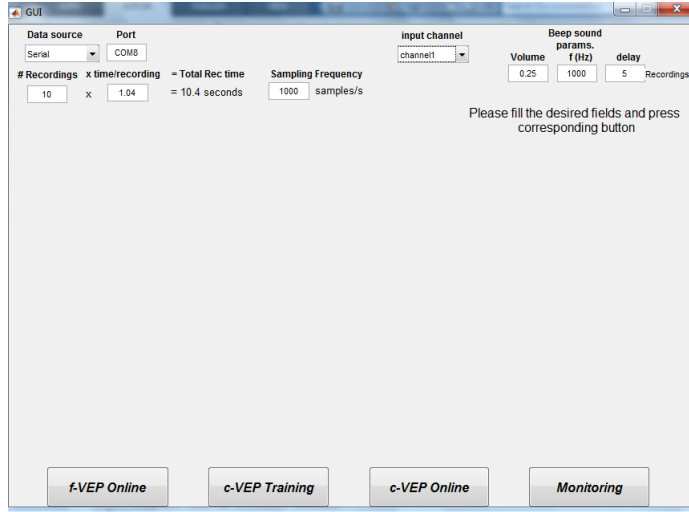 GUI
Data source Port input channel Beep sound
params.
Serial COM8 channel1 Volume f (Hz) delay
0.25 1000 5 Recordings
# Recordings x time/recording = Total Rec time Sampling Frequency
10 x 1.04 = 10.4 seconds 1000 samples/s
Please fill the desired fields and press
corresponding button
f-VEP Online c-VEP Training c-VEP Online Monitoring